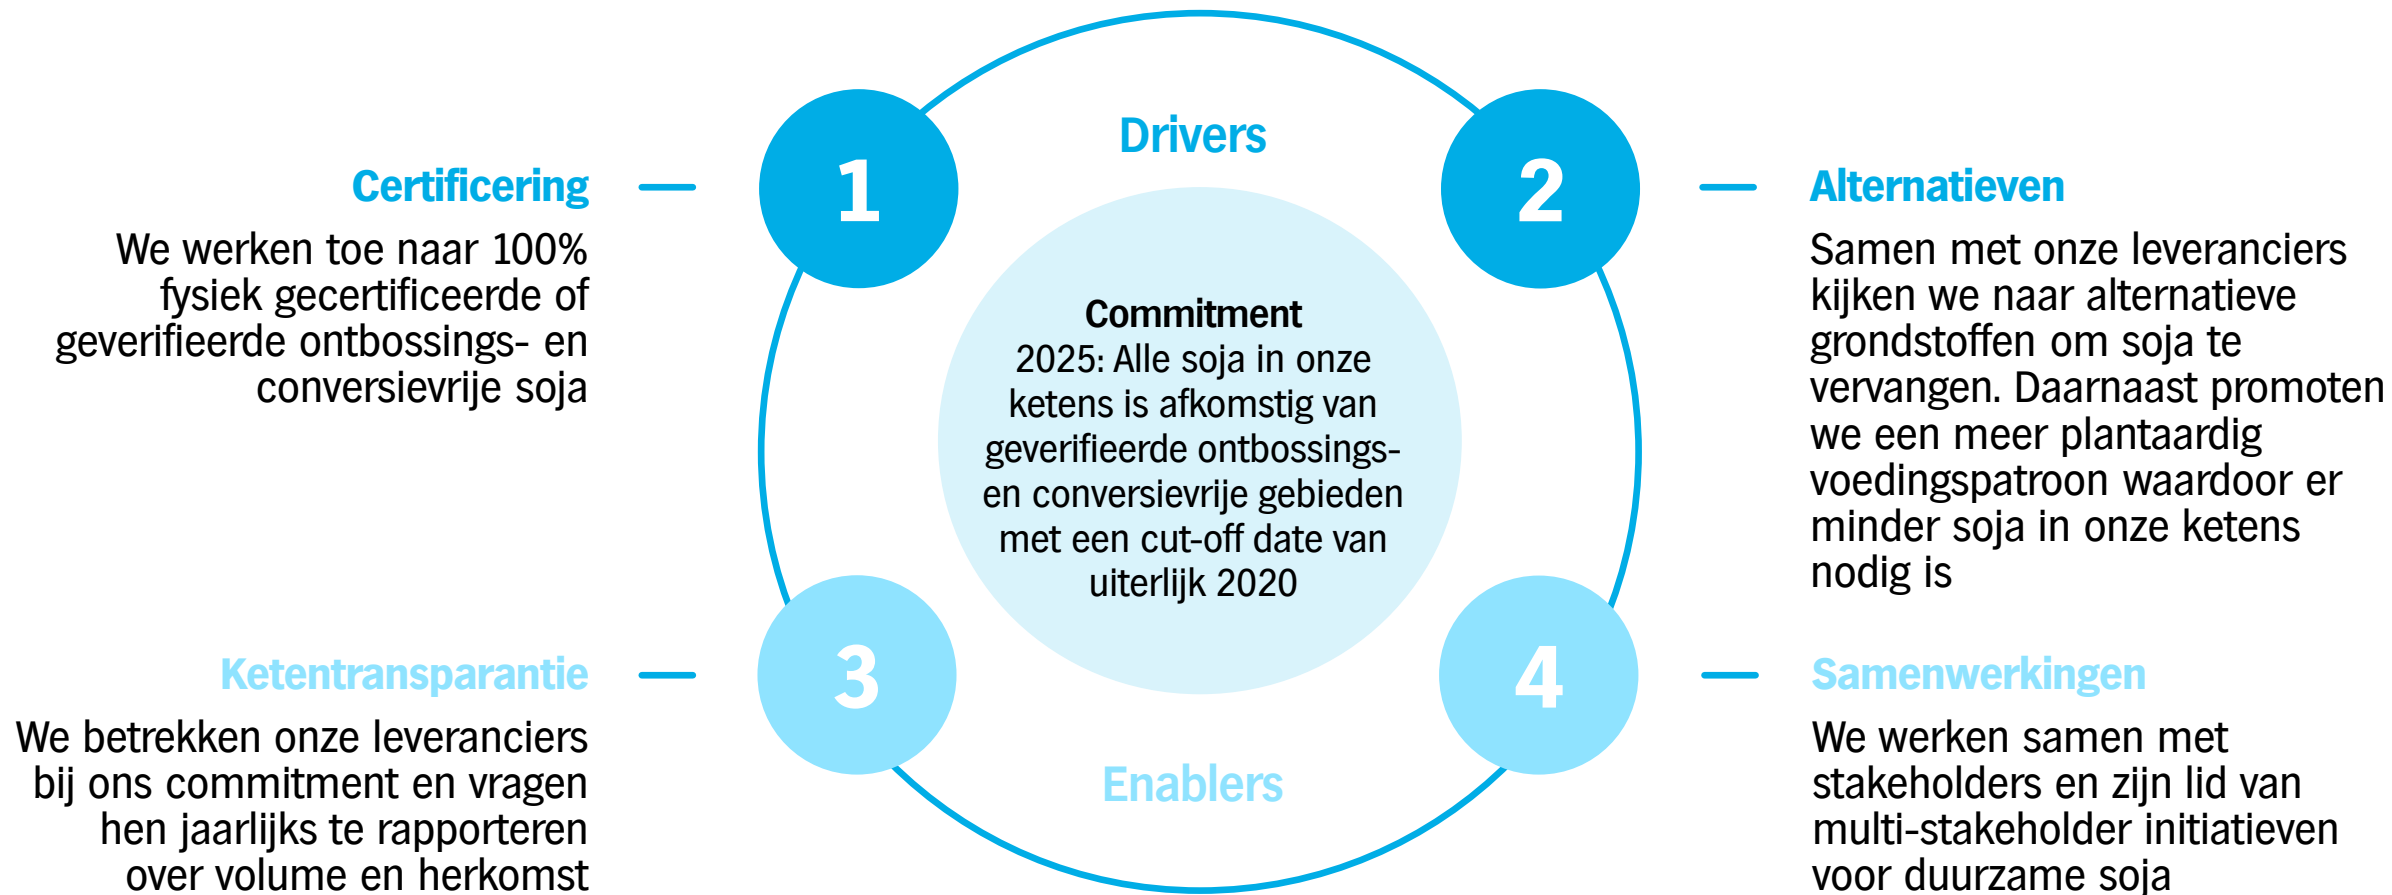 Drivers
1
Certificering
We werken toe naar 100%
fysiek gecertificeerde of
geverifieerde ontbossings- en
conversievrije soja
2
Alternatieven
Samen met onze leveranciers
kijken we naar alternatieve
grondstoffen om soja te
vervangen. Daarnaast promoten
we een meer plantaardig
voedingspatroon waardoor er
minder soja in onze ketens
nodig is
Commitment
2025: Alle soja in onze
ketens is afkomstig van
geverifieerde ontbossings-
en conversievrije gebieden
met een cut-off date van
uiterlijk 2020
3
Ketentransparantie
We betrekken onze leveranciers
bij ons commitment en vragen
hen jaarlijks te rapporteren
over volume en herkomst
4
Samenwerkingen
We werken samen met
stakeholders en zijn lid van
multi-stakeholder initiatieven
voor duurzame soja
Enablers